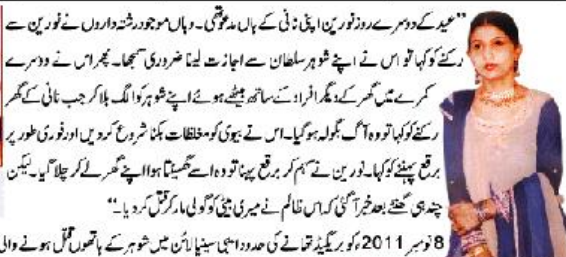 ”عید کے دوسرے روز نورین اپنی نانی کے ہاں مدعو تھی۔ وہاں موجود رشتہ داروں نے نورین سے
رکنے کو کہا تو اس نے اپنے شوہر سلطان سے اجازت لینا ضروری سمجھا۔ پھر اس نے دوسرے
کمرے میں گھر کے دیگر افراد کے ساتھ بیٹھے ہوئے اپنے شوہر کو الگ بلا کر جب نانی کے گھر
رکنے کو کہا تو وہ آگ بگولہ ہو گیا۔ اس نے بیوی کو مغلظات بکنا شروع کر دیں اور فوری طور پر
برقع پہننے کو کہا۔ نورین نے سہم کر برقع پہنا تو وہ اسے گھسیٹتا ہوا اپنے گھر لے کر چلا گیا۔ لیکن
چند ہی گھنٹے بعد خبر آ گئی کہ اس ظالم نے میری بیٹی کو گولی مار کر قتل کر دیا۔“
8 نومبر 2011ء کو بریگیڈ تھانے کی حدود ایبی سینیا لائن میں شوہر کے ہاتھوں قتل ہونے والی